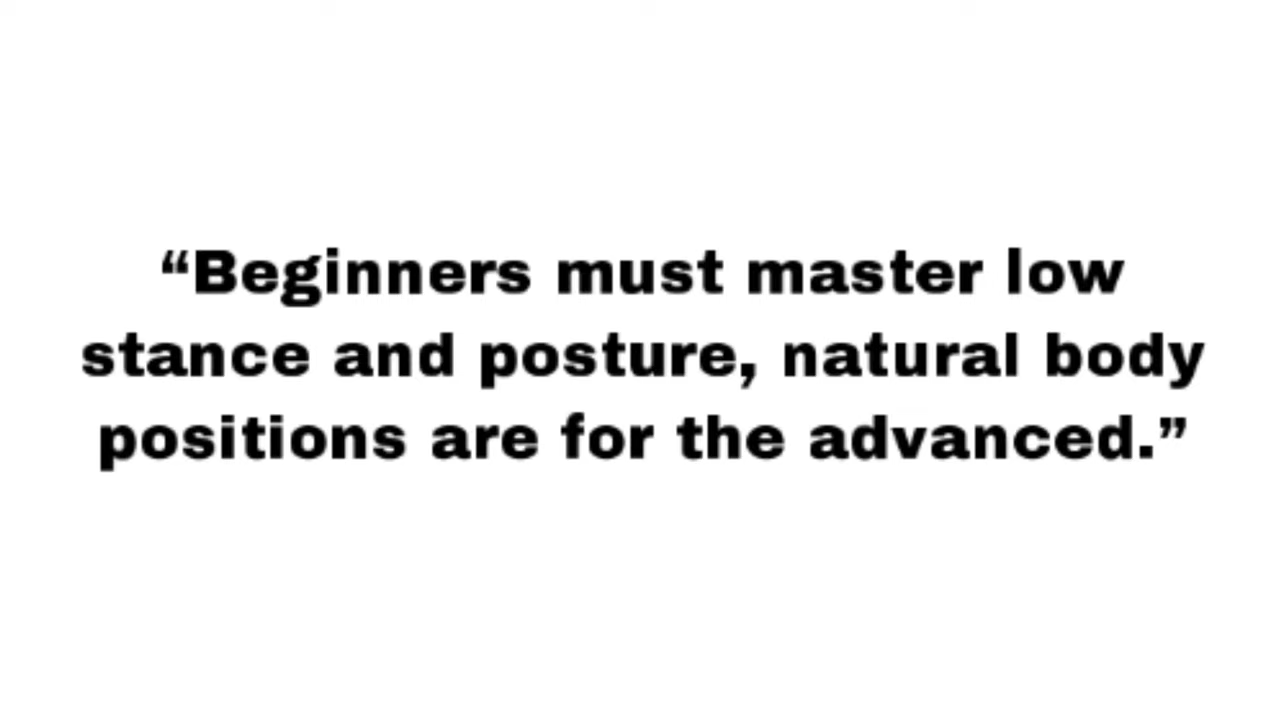 “Beginners must master low
stance and posture, natural body
positions are for the advanced.”